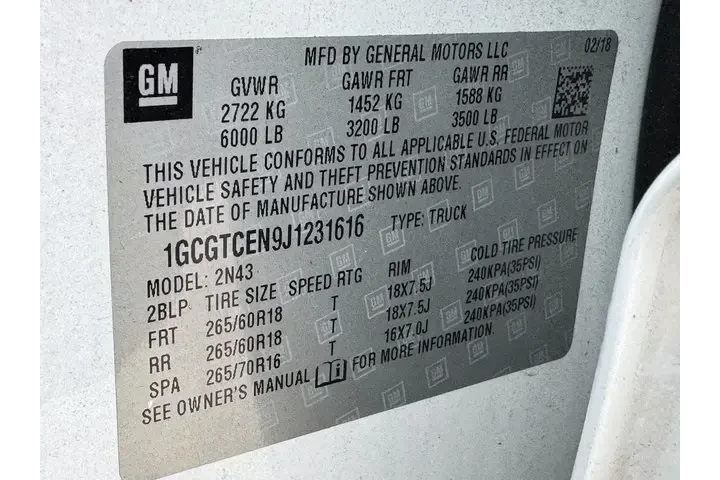 GM
MFD BY GENERAL MOTORS LLC 02/18
GVWR GAWR FRT GAWR RR
2722 KG 1452 KG 1588 KG
6000 LB 3200 LB 3500 LB
THIS VEHICLE CONFORMS TO ALL APPLICABLE U.S. FEDERAL MOTOR
VEHICLE SAFETY AND THEFT PREVENTION STANDARDS IN EFFECT ON
THE DATE OF MANUFACTURE SHOWN ABOVE.
1GCGTCEN9J1231616 TYPE: TRUCK
MODEL: 2N43
2BLP TIRE SIZE SPEED RTG RIM COLD TIRE PRESSURE
FRT 265/60R18 T 18X7.5J 240KPA(35PSI)
RR 265/60R18 T 18X7.5J 240KPA(35PSI)
SPA 265/70R16 T 16X7.0J 240KPA(35PSI)
SEE OWNER'S MANUAL FOR MORE INFORMATION.